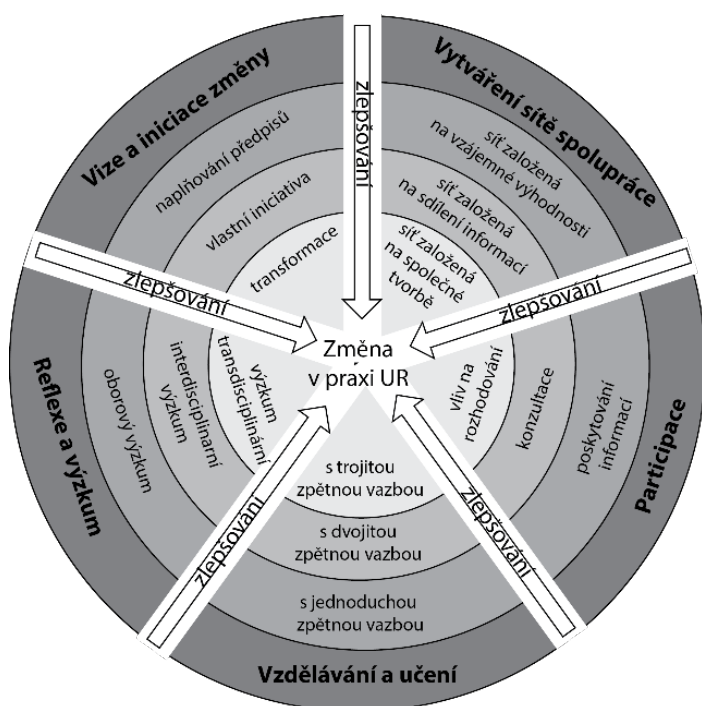 Vize a iniciace změny
naplňování předpisů
vlastní iniciativa
transformace
zlepšování
Vytváření sítě spolupráce
síť založená
na vzájemné výhodnosti
síť založená
na sdílení informací
síť založená
na společné
tvorbě
zlepšování
Participace
poskytování
informací
konzultace
vliv na
rozhodování
zlepšování
Vzdělávání a učení
s jednoduchou
zpětnou vazbou
s dvojitou
zpětnou vazbou
s trojitou
zpětnou vazbou
zlepšování
Reflexe a výzkum
oborový výzkum
interdisciplinární
výzkum
transdisciplinární
výzkum
zlepšování
Změna
v praxi UR